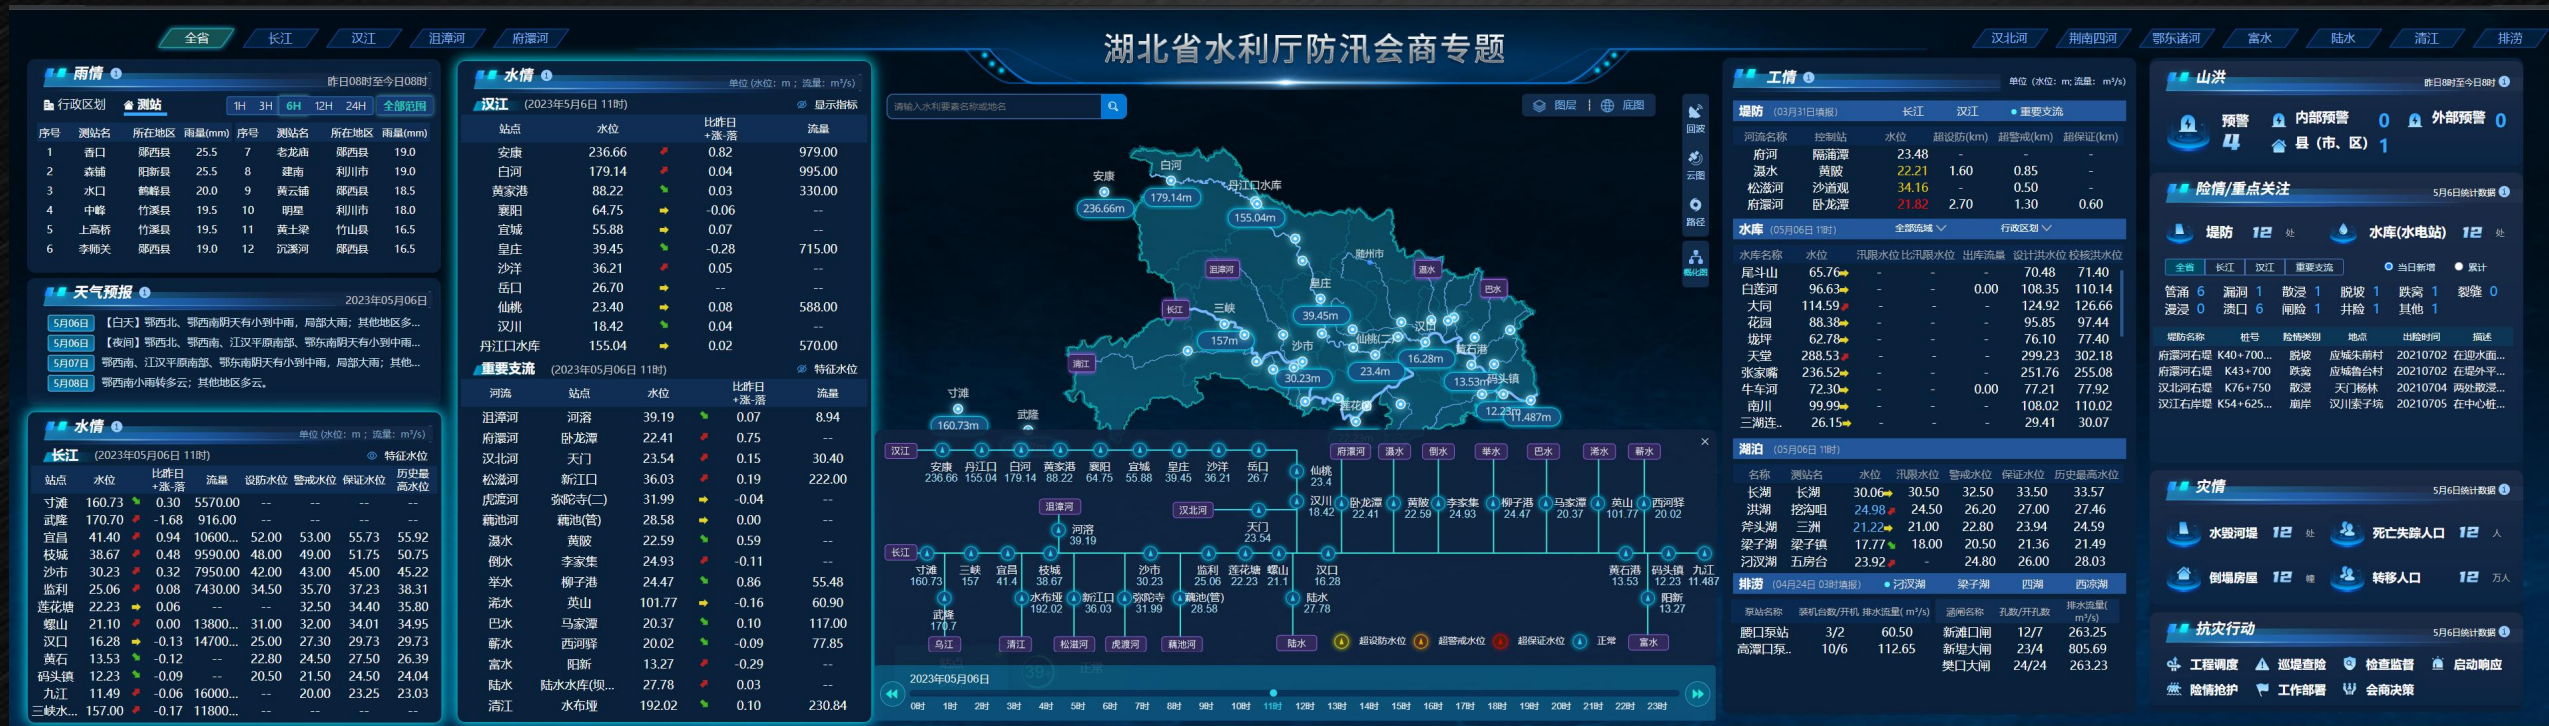 全省 长江 汉江 沮漳河 府澴河
湖北省水利厅防汛会商专题
汉北河 荆南四河 鄂东诸河 富水 陆水 清江 排涝
雨情
昨日08时至今日08时
行政区划 测站 1H 3H 6H 12H 24H 全部范围
序号 测站名 所在地区 雨量(mm) 序号 测站名 所在地区 雨量(mm)
1 香口 郧西县 25.5 7 老龙庙 郧西县 19.0
2 森铺 阳新县 25.5 8 建南 利川市 19.0
3 水口 鹤峰县 20.0 9 黄云铺 郧西县 18.5
4 中峰 竹溪县 19.5 10 明星 利川市 18.0
5 上高桥 竹溪县 19.5 11 黄土梁 竹山县 16.5
6 李师关 郧西县 19.0 12 沉溪河 郧西县 16.5
天气预报
2023年05月06日
5月06日 【白天】鄂西北、鄂西南阴天有小到中雨，局部大雨；其他地区多...
5月06日 【夜间】鄂西北、鄂西南、江汉平原南部、鄂东南部阴天有小到中雨...
5月07日 鄂西南、江汉平原南部、鄂东南阴天有小到中雨，局部大雨；其他...
5月08日 鄂西南小雨转多云；其他地区多云。
水情
单位 (水位：m ；流量：m³/s)
长江 (2023年05月06日 11时) 特征水位
站点 水位 比昨日+涨-落 流量 设防水位 警戒水位 保证水位 历史最高水位
寸滩 160.73 0.30 5570.00 -- -- --
武隆 170.70 -1.68 916.00 -- -- --
宜昌 41.40 0.94 10600... 52.00 53.00 55.73 55.92
枝城 38.67 0.48 9590.00 48.00 49.00 51.75 50.75
沙市 30.23 0.32 7950.00 42.00 43.00 45.00 45.22
监利 25.06 0.08 7430.00 34.50 35.70 37.23 38.31
莲花塘 22.23 0.06 -- -- 32.50 34.40 35.80
螺山 21.10 0.00 13800... 31.00 32.00 34.01 34.95
汉口 16.28 -0.13 14700... 25.00 27.30 29.73 29.73
黄石 13.53 -0.12 -- 22.80 24.50 27.50 26.39
码头镇 12.23 -0.09 -- 20.50 21.50 24.50 24.04
九江 11.49 -0.06 16000... -- 20.00 23.25 23.03
三峡水... 157.00 -0.17 11800... -- -- -- --
水情
单位 (水位：m ；流量：m³/s)
汉江 (2023年5月6日 11时) 显示指标
站点 水位 比昨日+涨-落 流量
安康 236.66 0.82 979.00
白河 179.14 0.04 995.00
黄家港 88.22 0.03 330.00
襄阳 64.75 -0.06 --
宜城 55.88 0.07 --
皇庄 39.45 -0.28 715.00
沙洋 36.21 0.05 --
岳口 26.70 -- --
仙桃 23.40 0.08 588.00
汉川 18.42 0.04 --
丹江口水库 155.04 0.02 570.00
重要支流 (2023年05月06日 11时) 特征水位
河流 站点 水位 比昨日+涨-落 流量
沮漳河 河溶 39.19 0.07 8.94
府澴河 卧龙潭 22.41 0.75 --
汉北河 天门 23.54 0.15 30.40
松滋河 新江口 36.03 0.19 222.00
虎渡河 弥陀寺(二) 31.99 -0.04 --
藕池河 藕池(管) 28.58 0.00 --
滠水 黄陂 22.59 0.59 --
倒水 李家集 24.93 -0.11 --
举水 柳子港 24.47 0.86 55.48
浠水 英山 101.77 -0.16 60.90
巴水 马家潭 20.37 0.10 117.00
蕲水 西河驿 20.02 -0.09 77.85
富水 阳新 13.27 -0.29 --
陆水 陆水水库(坝... 27.78 0.03 --
清江 水布垭 192.02 0.10 230.84
请输入水利要素名称或地名
图层 | 底图
回波
云图
路径
概化图
安康
236.66m
白河
179.14m
丹江口水库
155.04m
随州市
沮漳河
滠水
巴水
皇庄
39.45m
长江
三峡
157m
汉口
16.28m
沙市
30.23m
仙桃(二)
23.4m
黄石港
13.53m
码头镇
12.23m
11.487m
清江
莲花塘
寸滩
160.73m
武隆
汉江
安康 丹江口 白河 黄家港 襄阳 宜城 皇庄 沙洋 岳口
236.66 155.04 179.14 88.22 64.75 55.88 39.45 36.21 26.7
仙桃
23.4
府澴河 滠水 倒水 举水 巴水 浠水 蕲水
汉川 卧龙潭 黄陂 李家集 柳子港 马家潭 英山 西河驿
18.42 22.41 22.59 24.93 24.47 20.37 101.77 20.02
沮漳河
河溶
39.19
汉北河
天门
23.54
长江
寸滩 三峡 宜昌 枝城 沙市 监利 莲花塘 螺山 汉口 黄石港 码头镇 九江
160.73 157 41.4 38.67 30.23 25.06 22.23 21.1 16.28 13.53 12.23 11.487
武隆 水布垭 新江口 弥陀寺 藕池(管) 陆水 阳新
170.7 192.02 36.03 31.99 28.58 27.78 13.27
乌江 清江 松滋河 虎渡河 藕池河 陆水 富水
超设防水位 超警戒水位 超保证水位 正常
站点 39 正常
2023年05月06日
0时 1时 2时 3时 4时 5时 6时 7时 8时 9时 10时 11时 12时 13时 14时 15时 16时 17时 18时 19时 20时 21时 22时 23时
工情
单位（水位：m; 流量：m³/s）
堤防 (03月31日填报) 长江 汉江 重要支流
河流名称 控制站 水位 超设防(km) 超警戒(km) 超保证(km)
府河 隔蒲潭 23.48 - - -
滠水 黄陂 22.21 1.60 0.85 -
松滋河 沙道观 34.16 - 0.50 -
府澴河 卧龙潭 21.82 2.70 1.30 0.60
水库 (05月06日 11时) 全部流域 行政区划
水库名称 水位 汛限水位 比汛限水位 出库流量 设计洪水位 校核洪水位
尾斗山 65.76 - - - 70.48 71.40
白莲河 96.63 - - 0.00 108.35 110.14
大同 114.59 - - - 124.92 126.66
花园 88.38 - - - 95.85 97.44
垅坪 62.78 - - - 76.10 77.40
天堂 288.53 - - - 299.23 302.18
张家嘴 236.52 - - - 251.76 255.08
牛车河 72.30 - - 0.00 77.21 77.92
南川 99.99 - - - 108.02 110.02
三湖连.. 26.15 - - - 29.41 30.07
湖泊 (05月06日 11时)
名称 测站名 水位 汛限水位 警戒水位 保证水位 历史最高水位
长湖 长湖 30.06 30.50 32.50 33.50 33.57
洪湖 挖沟咀 24.98 24.50 26.20 27.00 27.46
斧头湖 三洲 21.22 21.00 22.80 23.94 24.59
梁子湖 梁子镇 17.77 18.00 20.50 21.36 21.49
汈汊湖 五房台 23.92 - 24.80 26.00 28.03
排涝 (04月24日 03时填报) 汈汊湖 梁子湖 四湖 西凉湖
泵站名称 装机台数/开机 排水流量( m³/s) 涵闸名称 孔数/开孔数 排水流量( m³/s)
腰口泵站 3/2 60.50 新滩口闸 12/7 263.25
高潭口泵.. 10/6 112.65 新堤大闸 23/4 805.69
樊口大闸 24/24 263.23
山洪
昨日8时至今日8时
预警 4 内部预警 0 外部预警 0
县（市、区） 1
险情/重点关注
5月6日统计数据
堤防 12 处 水库(水电站) 12 处
全省 长江 汉江 重要支流 当日新增 累计
管涌 6 漏洞 1 散浸 1 脱坡 1 跌窝 1 裂缝 0
漫浸 0 溃口 6 闸险 1 井险 1 其他 1
堤防名称 桩号 险情类别 地点 出险时间 描述
府澴河右堤 K40+700... 脱坡 应城朱前村 20210702 在迎水面...
府澴河右堤 K43+700 跌窝 应城鲁台村 20210702 在堤外平...
汉北河右堤 K76+750 散浸 天门杨林 20210704 两处散浸...
汉江右岸堤 K54+625... 崩岸 汉川索子垸 20210705 在中心桩...
灾情
5月6日统计数据
水毁河堤 12 处 死亡失踪人口 12 人
倒塌房屋 12 幢 转移人口 12 万人
抗灾行动
5月6日统计数据
工程调度 巡堤查险 检查监督 启动响应
险情抢护 工作部署 会商决策